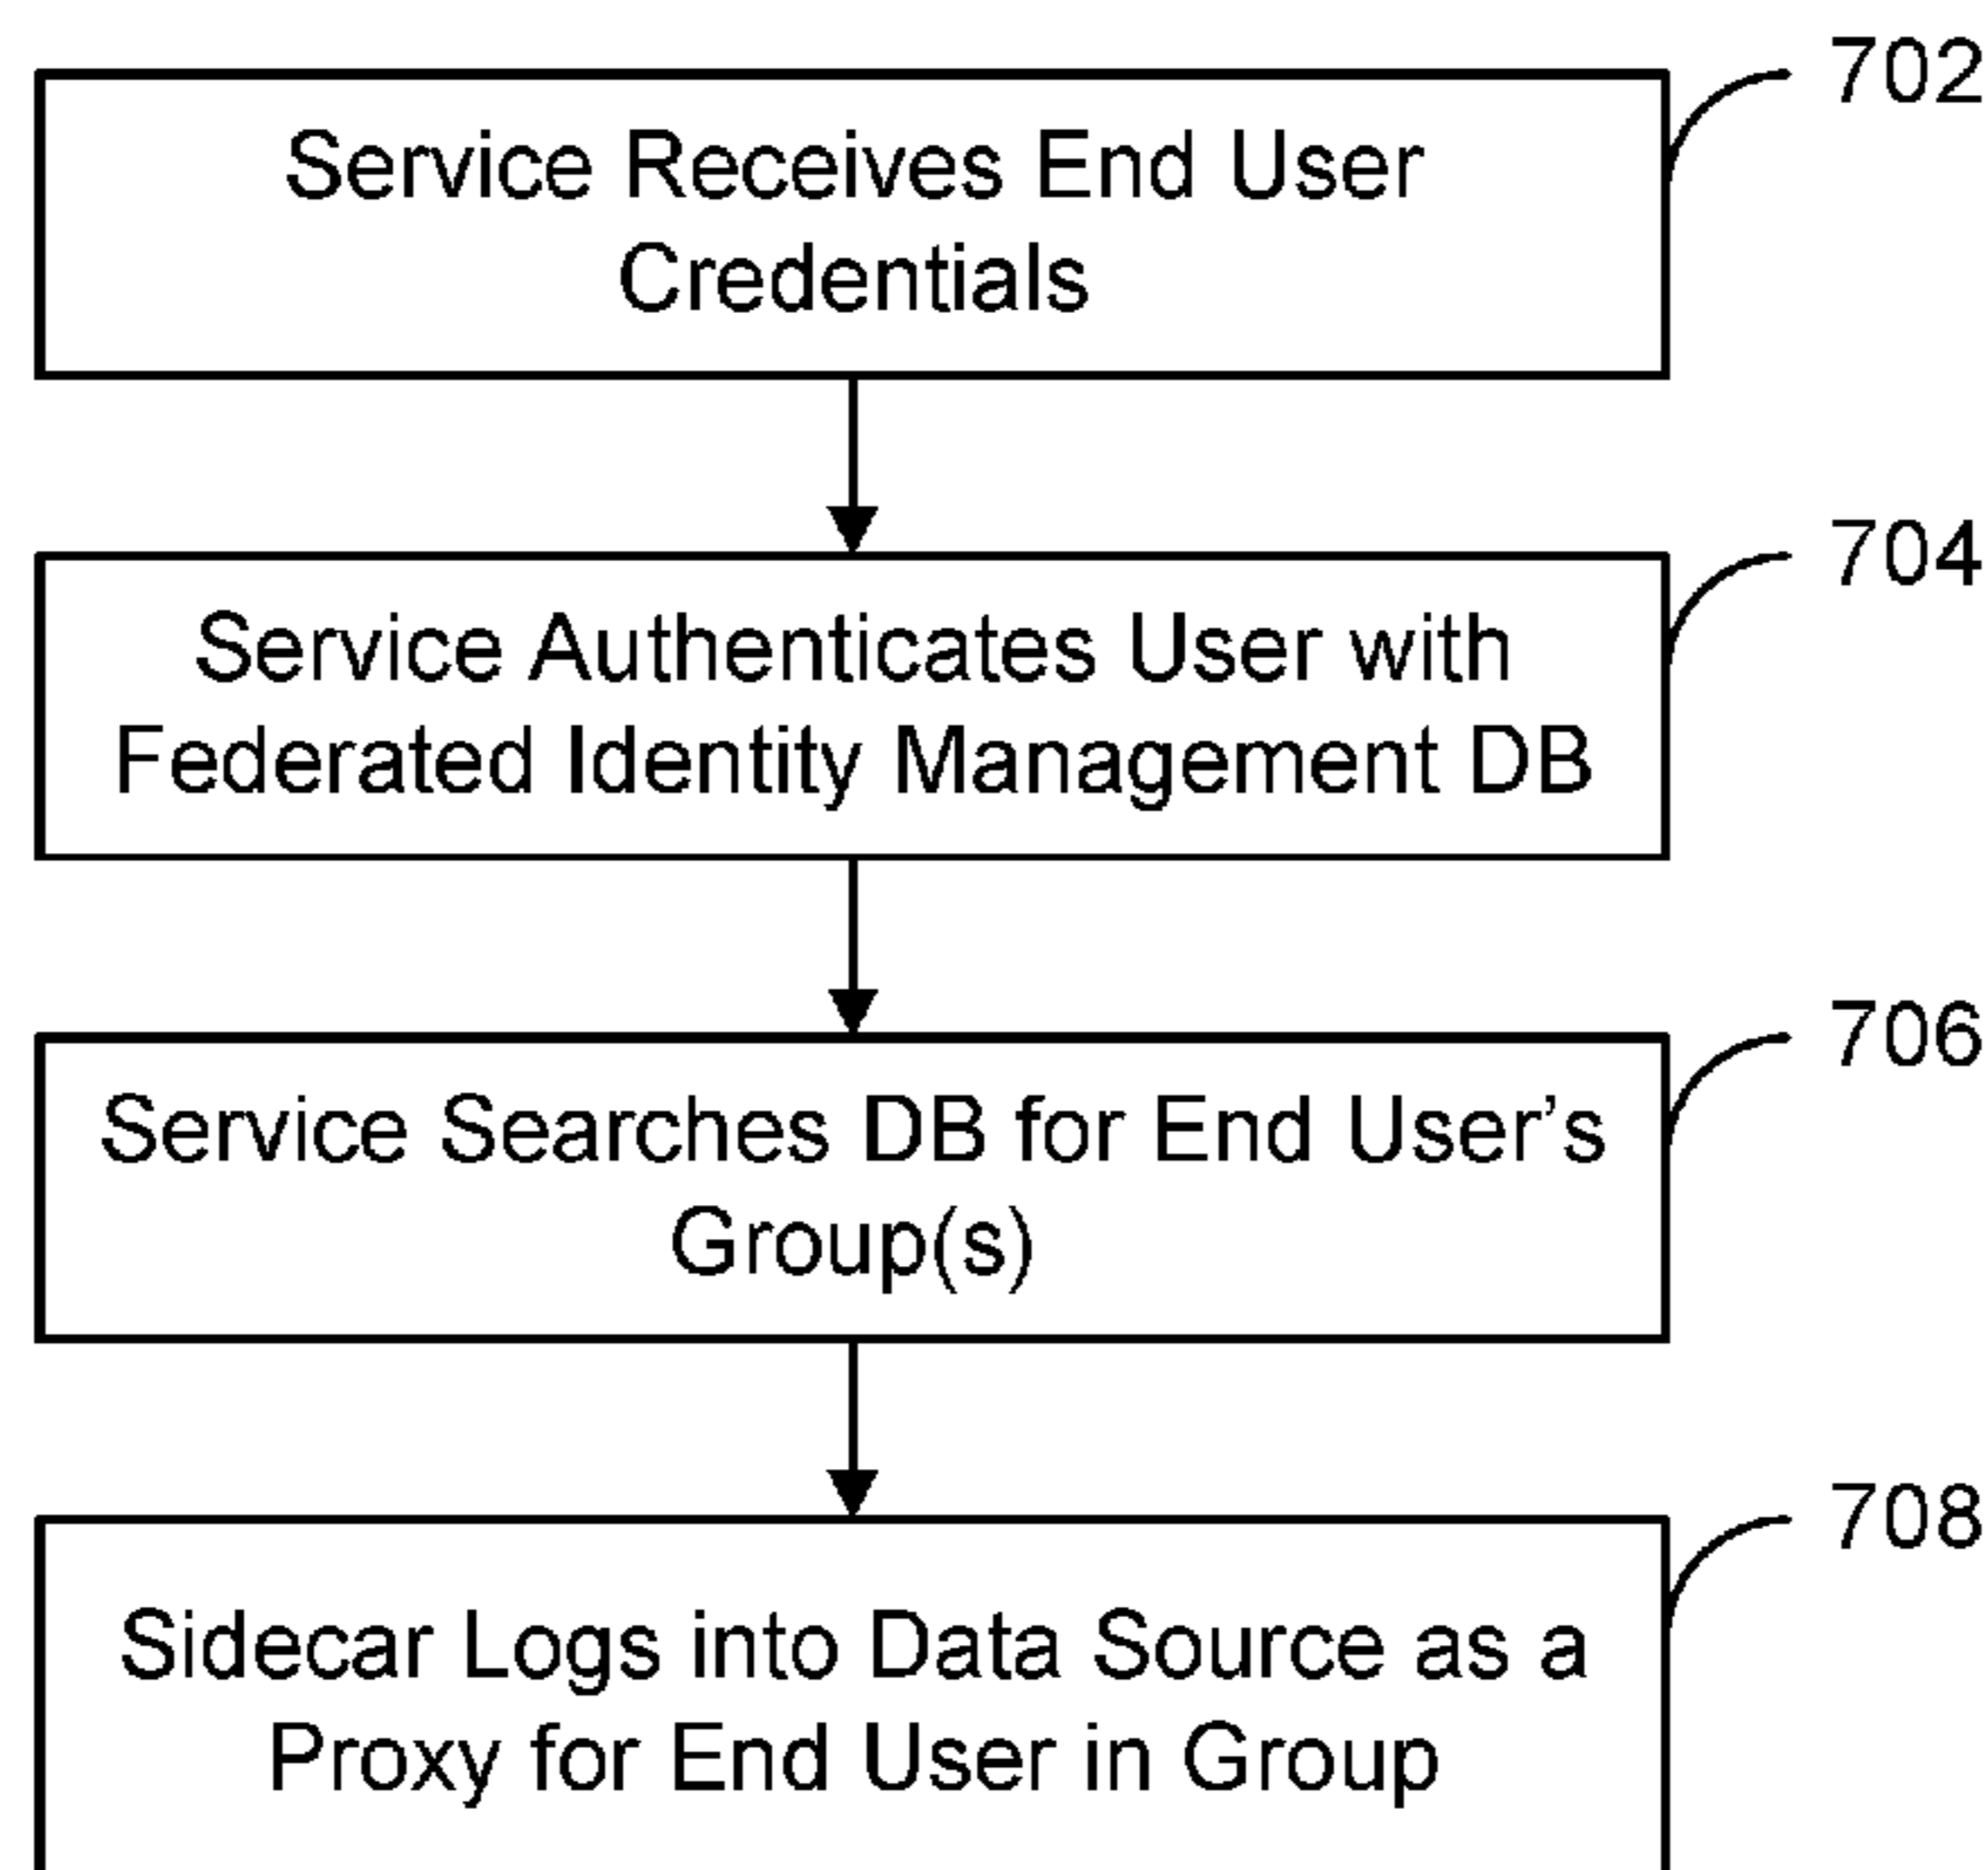 702
Service Receives End User
Credentials
704
Service Authenticates User with
Federated Identity Management DB
706
Service Searches DB for End User’s
Group(s)
708
Sidecar Logs into Data Source as a
Proxy for End User in Group